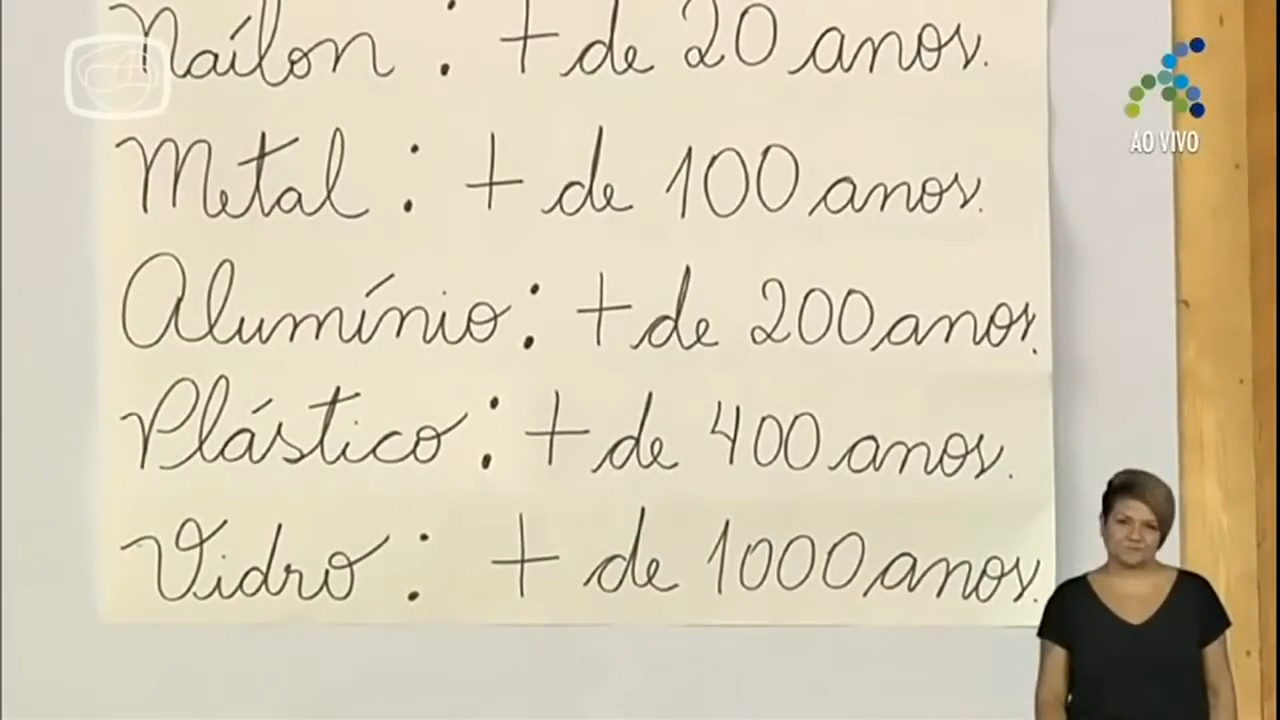 Naílon : + de 20 anos.
AO VIVO
Metal : + de 100 anos.
Alumínio : + de 200 anos.
Plástico : + de 400 anos.
Vidro : + de 1000 anos.